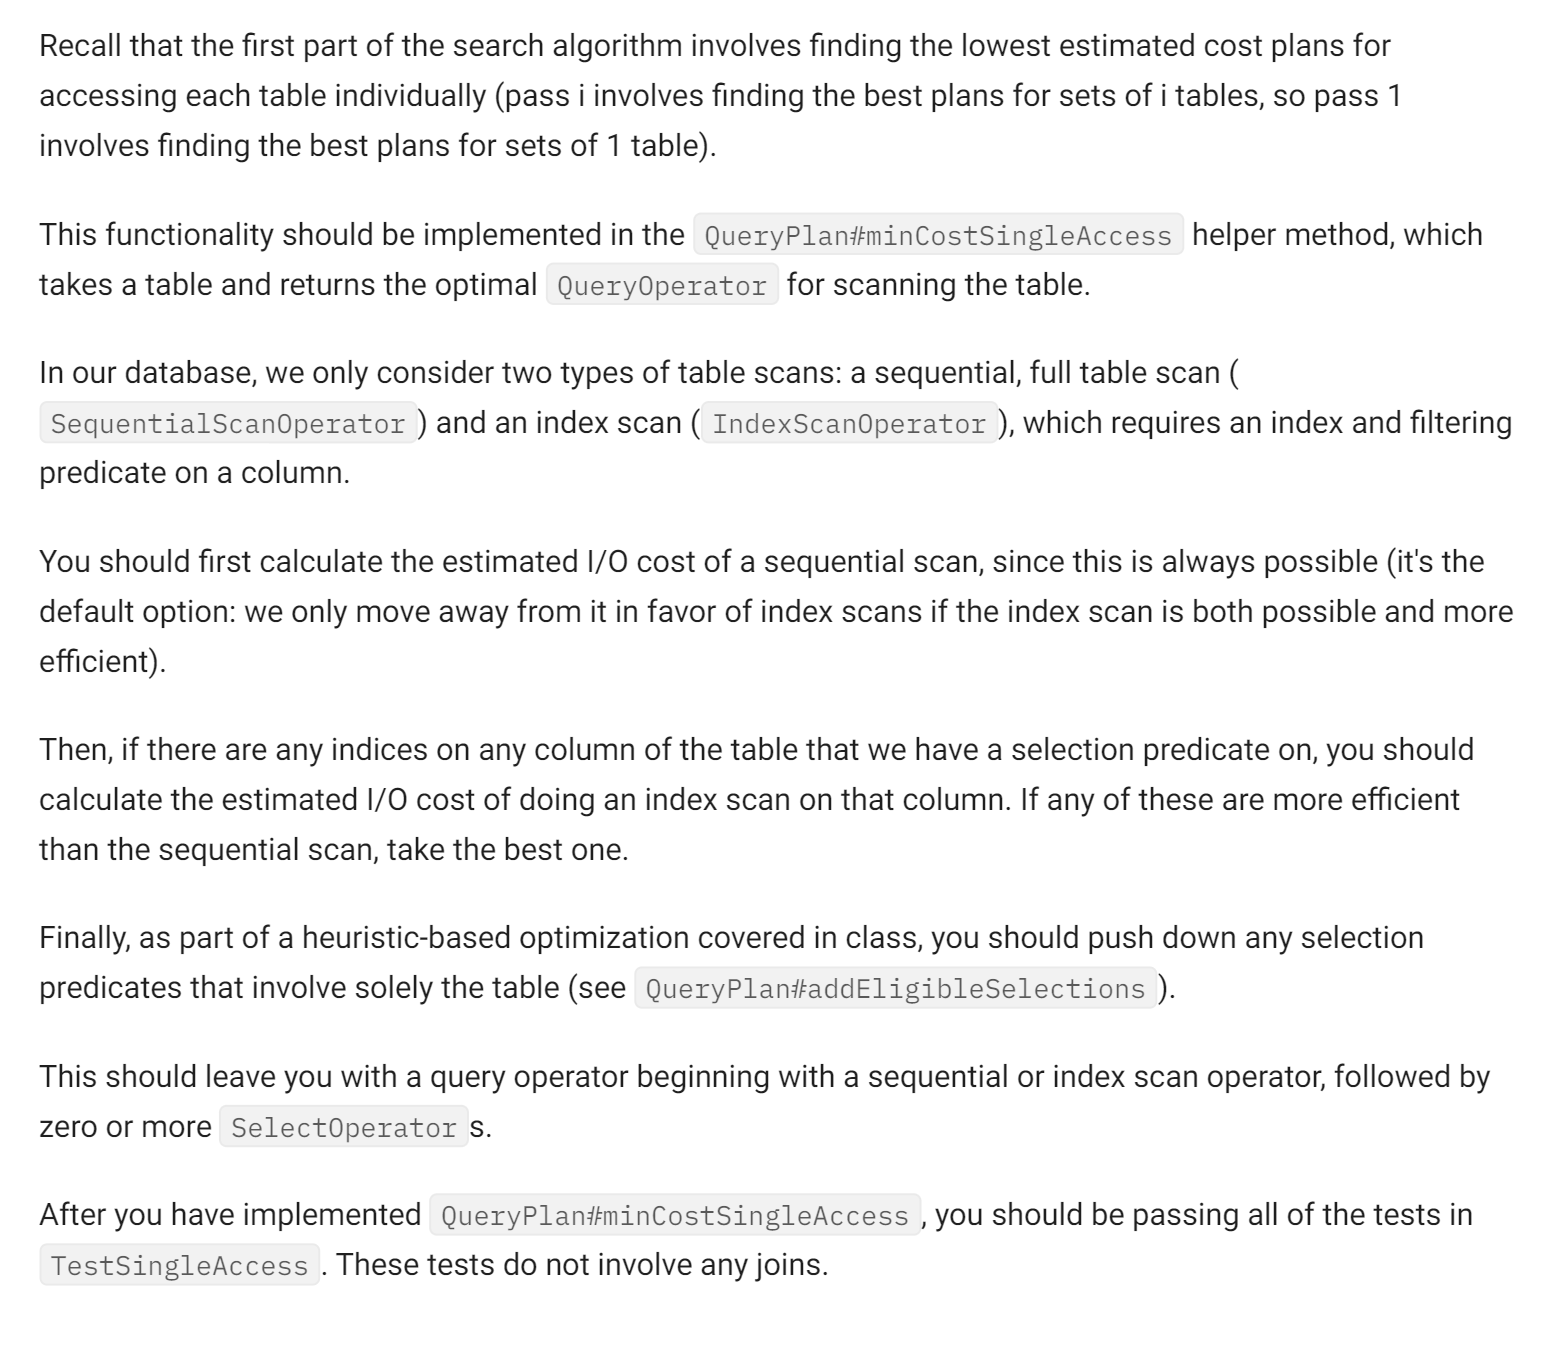 Recall that the first part of the search algorithm involves finding the lowest estimated cost plans for
accessing each table individually (pass i involves finding the best plans for sets of i tables, so pass 1
involves finding the best plans for sets of 1 table).
This functionality should be implemented in the QueryPlan#minCostSingleAccess helper method, which
takes a table and returns the optimal QueryOperator for scanning the table.
In our database, we only consider two types of table scans: a sequential, full table scan (
SequentialScanOperator) and an index scan (IndexScanOperator), which requires an index and filtering
predicate on a column.
You should first calculate the estimated I/O cost of a sequential scan, since this is always possible (it's the
default option: we only move away from it in favor of index scans if the index scan is both possible and more
efficient).
Then, if there are any indices on any column of the table that we have a selection predicate on, you should
calculate the estimated I/O cost of doing an index scan on that column. If any of these are more efficient
than the sequential scan, take the best one.
Finally, as part of a heuristic-based optimization covered in class, you should push down any selection
predicates that involve solely the table (see QueryPlan#addEligibleSelections).
This should leave you with a query operator beginning with a sequential or index scan operator, followed by
zero or more SelectOperators.
After you have implemented QueryPlan#minCostSingleAccess, you should be passing all of the tests in
TestSingleAccess. These tests do not involve any joins.